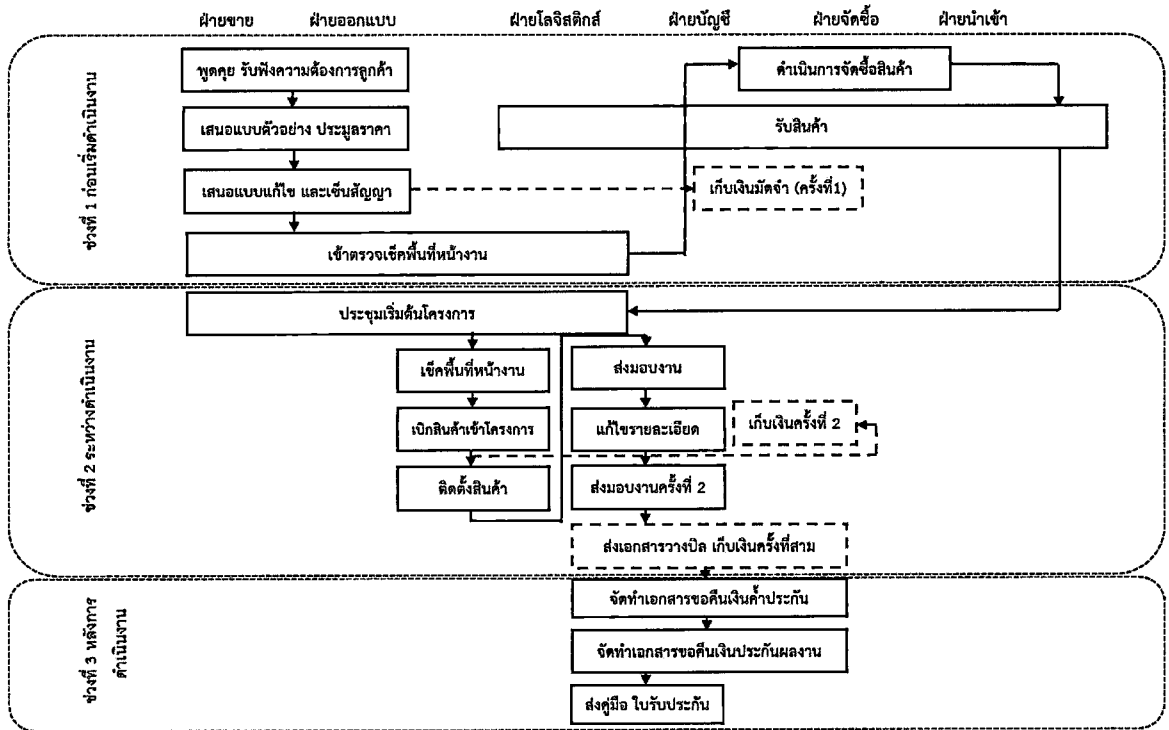 ฝ่ายขาย ฝ่ายออกแบบ ฝ่ายโลจิสติกส์ ฝ่ายบัญชี ฝ่ายจัดซื้อ ฝ่ายนำเข้า
ช่วงที่ 1 ก่อนเริ่มดำเนินงาน
พูดคุย รับฟังความต้องการลูกค้า
ดำเนินการจัดซื้อสินค้า
เสนอแบบตัวอย่าง ประมูลราคา
รับสินค้า
เสนอแบบแก้ไข และเซ็นสัญญา
เก็บเงินมัดจำ (ครั้งที่1)
เข้าตรวจเช็คพื้นที่หน้างาน
ช่วงที่ 2 ระหว่างดำเนินงาน
ประชุมเริ่มต้นโครงการ
เช็คพื้นที่หน้างาน
ส่งมอบงาน
เบิกสินค้าเข้าโครงการ
แก้ไขรายละเอียด
เก็บเงินครั้งที่ 2
ติดตั้งสินค้า
ส่งมอบงานครั้งที่ 2
ส่งเอกสารวางบิล เก็บเงินครั้งที่สาม
ช่วงที่ 3 หลังการ
ดำเนินงาน
จัดทำเอกสารขอคืนเงินค้ำประกัน
จัดทำเอกสารขอคืนเงินประกันผลงาน
ส่งคู่มือ ใบรับประกัน